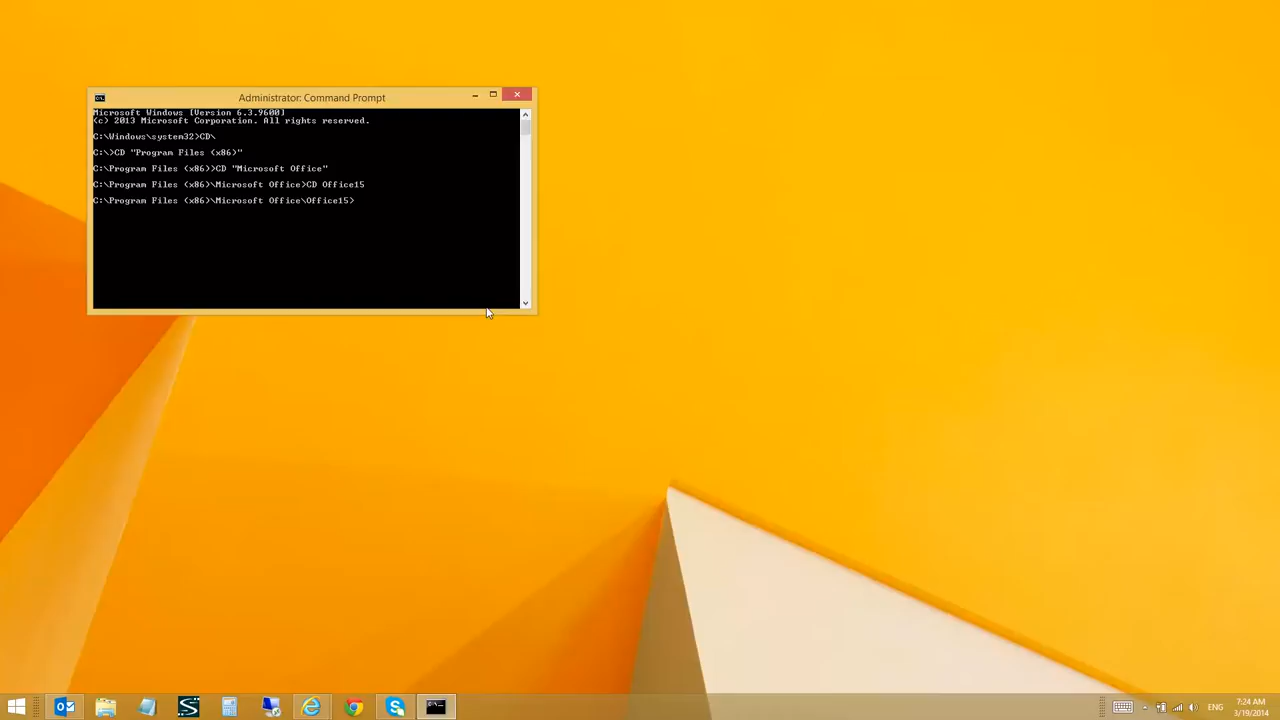 Administrator: Command Prompt
Microsoft Windows [Version 6.3.9600]
(c) 2013 Microsoft Corporation. All rights reserved.
C:\Windows\system32>CD\
C:\>CD "Program Files (x86)"
C:\Program Files (x86)>CD "Microsoft Office"
C:\Program Files (x86)\Microsoft Office>CD Office15
C:\Program Files (x86)\Microsoft Office\Office15>
ENG
7:24 AM
3/19/2014